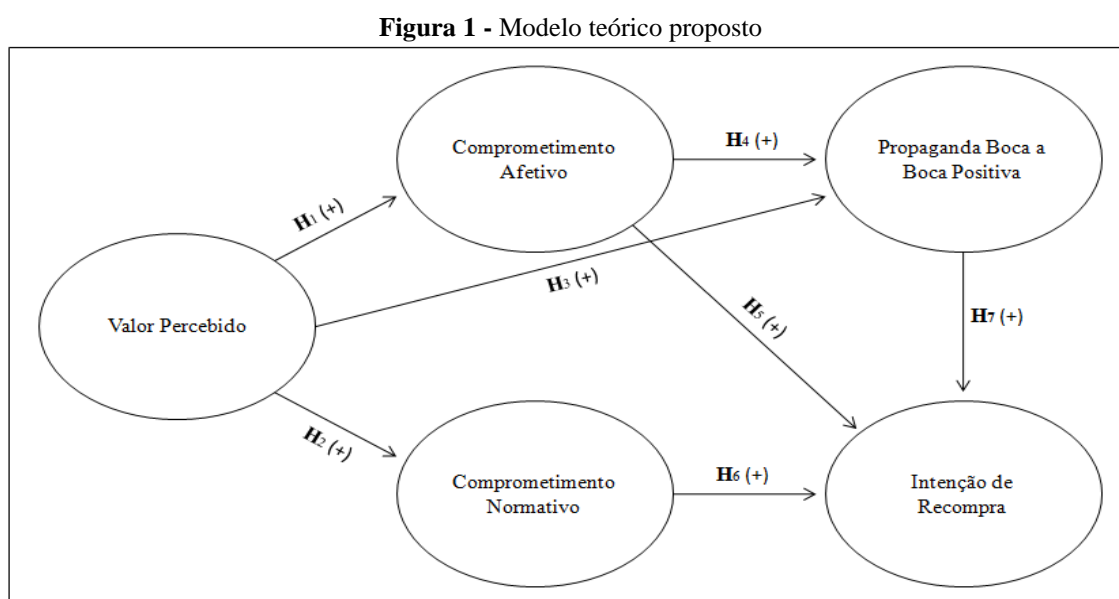 Figura 1 - Modelo teórico proposto
Comprometimento
Afetivo
H4 (+)
Propaganda Boca a
Boca Positiva
H1 (+)
H3 (+)
Valor Percebido
H5 (+)
H7 (+)
H2 (+)
Comprometimento
Normativo
H6 (+)
Intenção de
Recompra